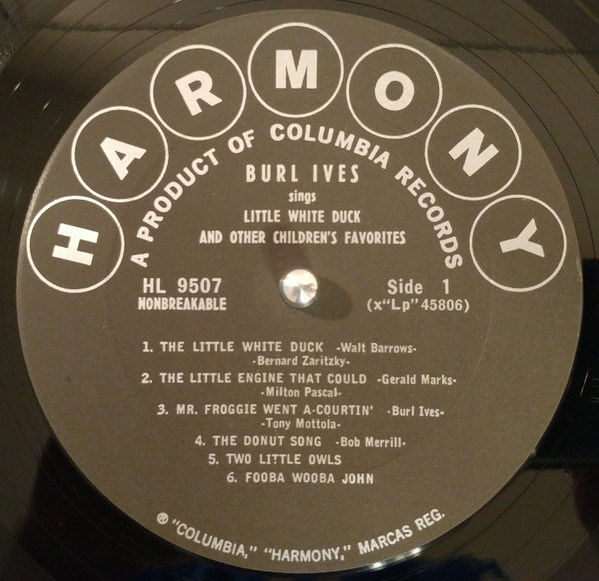 HARMONY
A PRODUCT OF COLUMBIA RECORDS
BURL IVES
sings
LITTLE WHITE DUCK
AND OTHER CHILDREN'S FAVORITES
HL 9507
NONBREAKABLE
Side 1
(x"Lp"45806)
1. THE LITTLE WHITE DUCK -Walt Barrows-
-Bernard Zaritzky-
2. THE LITTLE ENGINE THAT COULD -Gerald Marks-
-Milton Pascal-
3. MR. FROGGIE WENT A-COURTIN' -Burl Ives-
-Tony Mottola-
4. THE DONUT SONG -Bob Merrill-
5. TWO LITTLE OWLS
6. FOOBA WOOBA JOHN
® "COLUMBIA," "HARMONY," MARCAS REG.